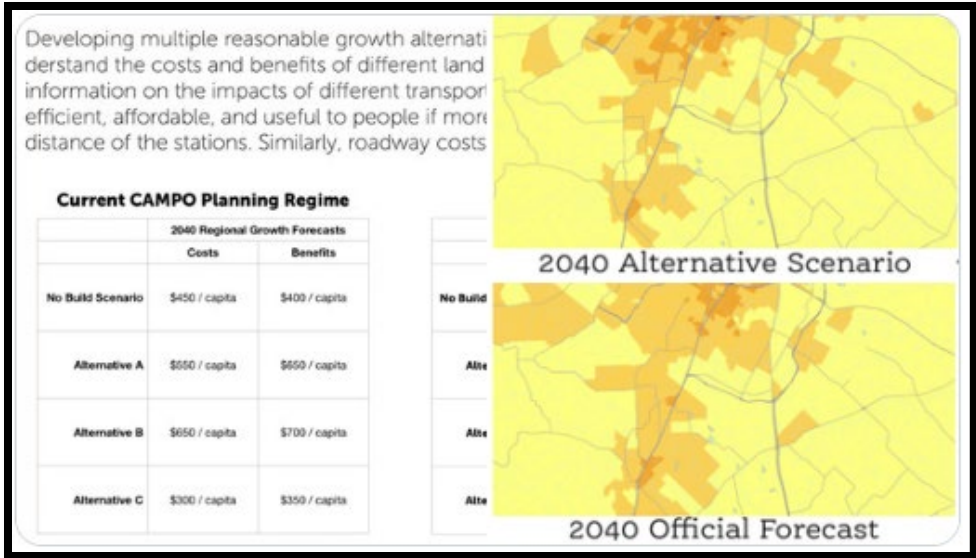 Developing multiple reasonable growth alternati
derstand the costs and benefits of different land
information on the impacts of different transpor
efficient, affordable, and useful to people if more
distance of the stations. Similarly, roadway costs
Current CAMPO Planning Regime
2040 Regional Growth Forecasts
Costs Benefits
No Build Scenario $450 / capita $400 / capita No Build
Alternative A $550 / capita $650 / capita Alte
Alternative B $650 / capita $700 / capita Alte
Alternative C $300 / capita $350 / capita Alte
2040 Alternative Scenario
2040 Official Forecast